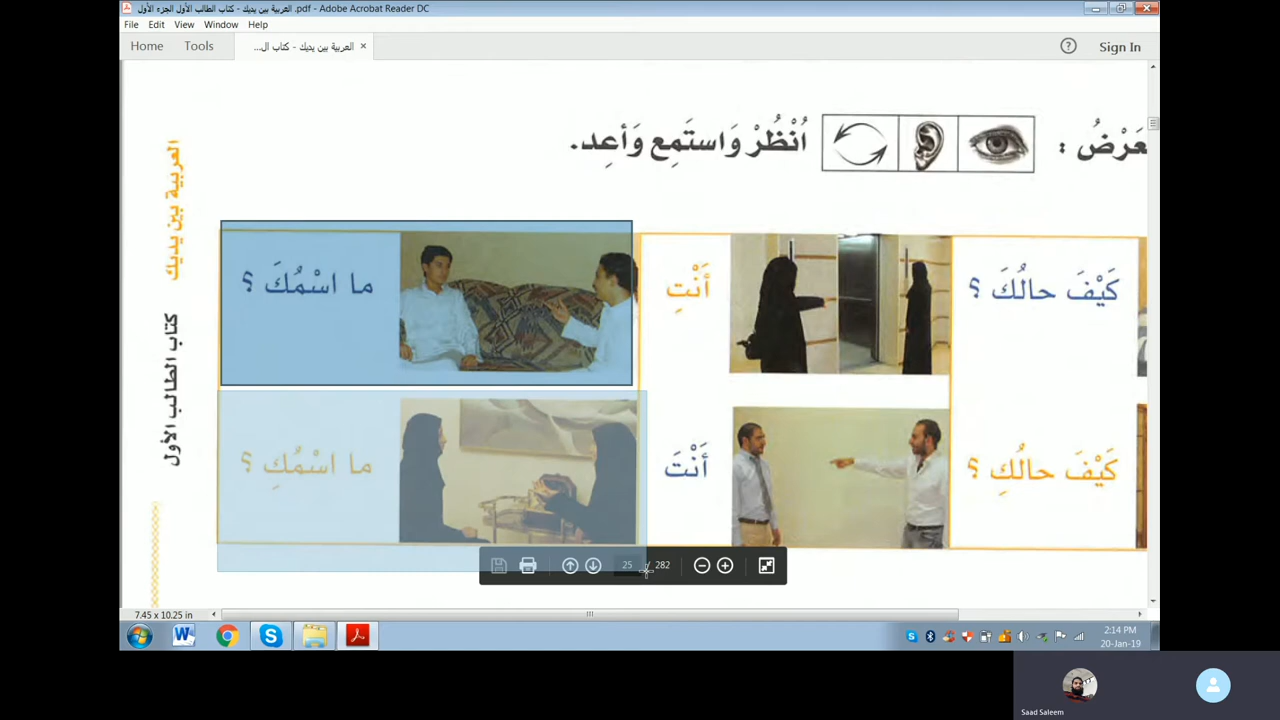 العربية بين يديك - كتاب الطالب الأول الجزء الأول .pdf - Adobe Acrobat Reader DC
File Edit View Window Help
Home Tools العربية بين يديك - كتاب ال... × ? Sign In
عَرْضُ :
اُنْظُرْ وَاستَمِع وَأعِد.
كَيْفَ حالُكَ ؟
أَنْتِ
ما اسْمُكَ ؟
كَيْفَ حالُكِ ؟
أَنْتَ
ما اسْمُكِ ؟
العربية بين يديك
كتاب الطالب الأول
25 / 282
7.45 x 10.25 in
2:14 PM
20-Jan-19
Saad Saleem